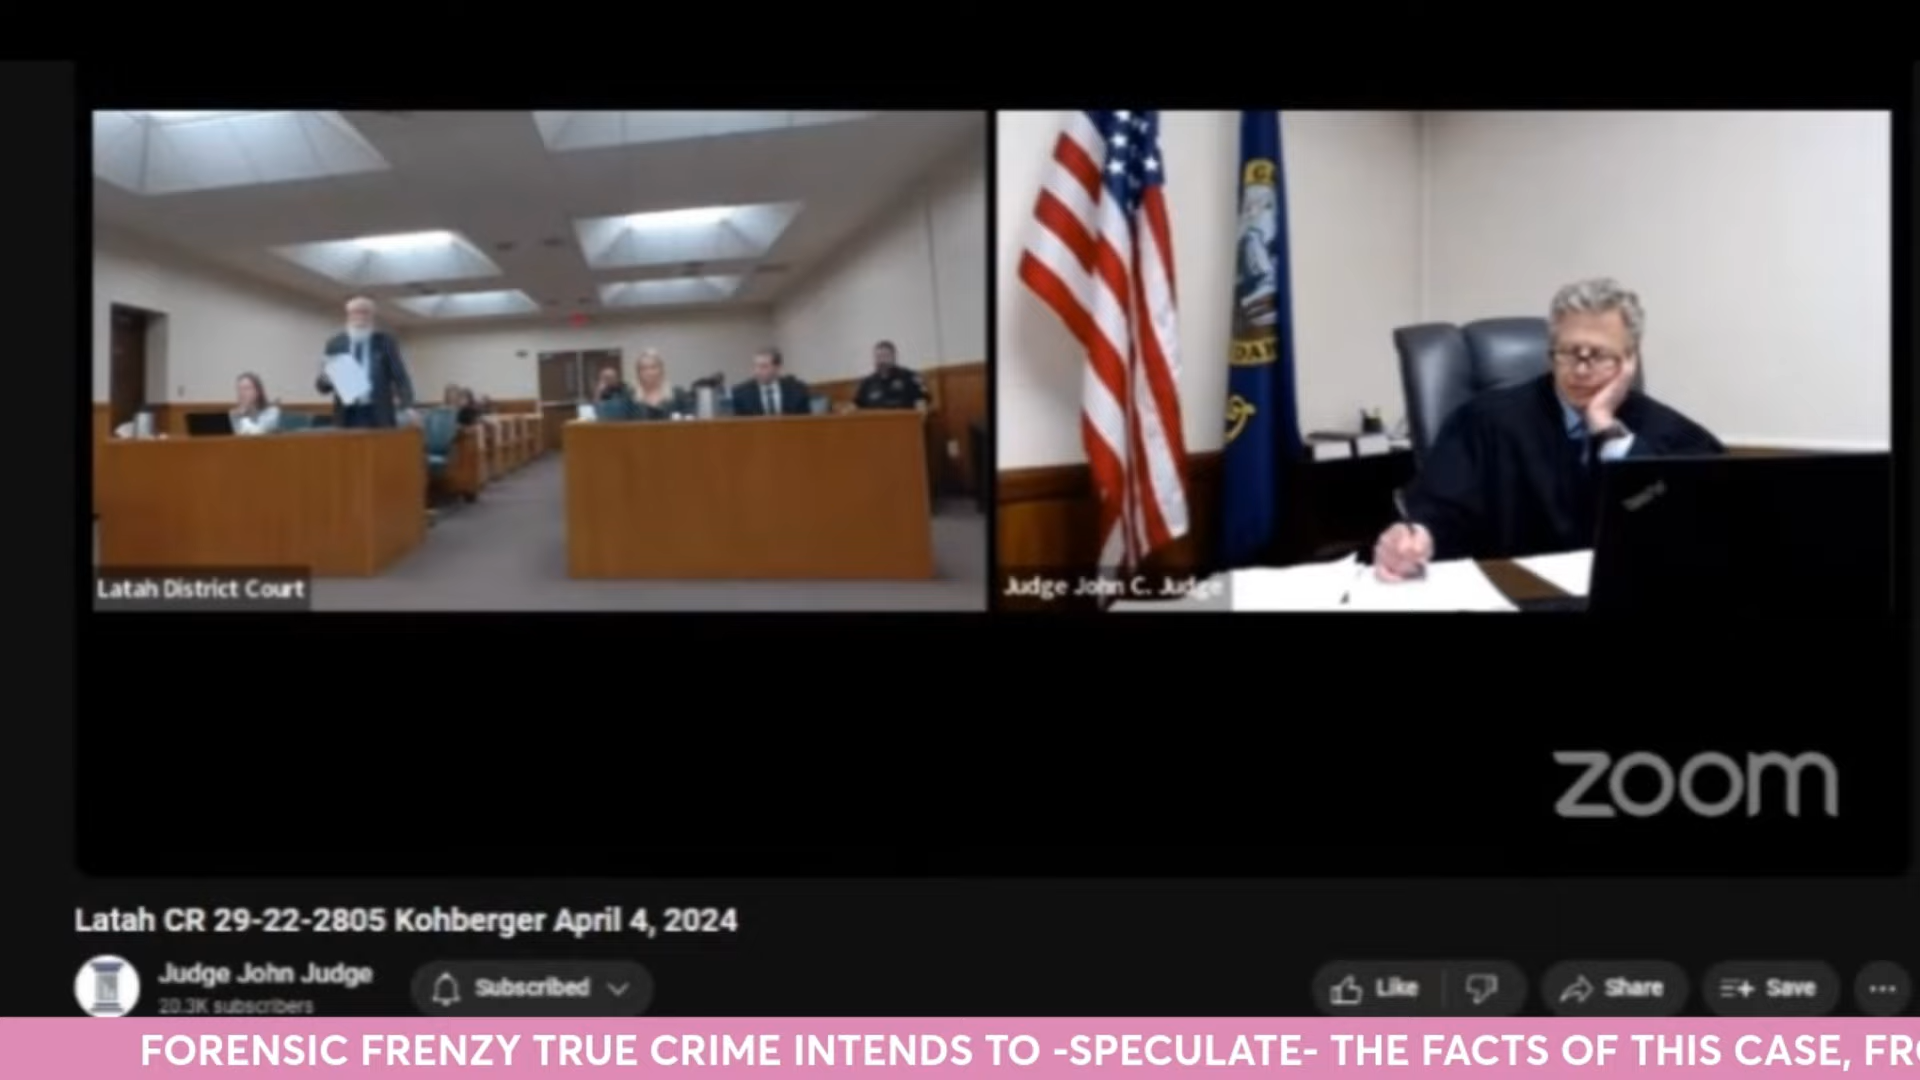 Latah District Court
Judge John C. Judge
zoom
Latah CR 29-22-2805 Kohberger April 4, 2024
Judge John Judge
20.3K subscribers
Subscribed
Like
Share
Save
FORENSIC FRENZY TRUE CRIME INTENDS TO -SPECULATE- THE FACTS OF THIS CASE, FR